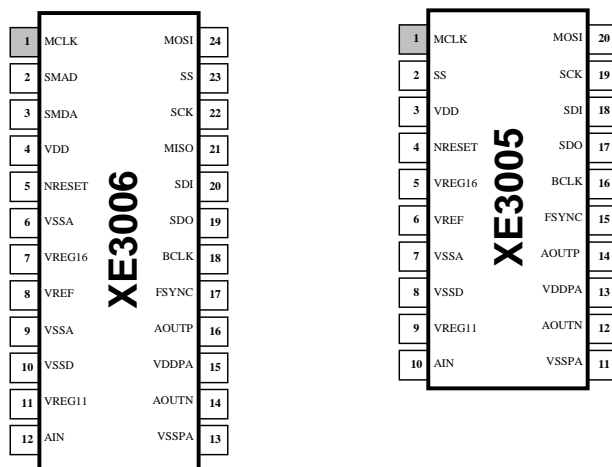 1 MCLK MOSI 24
2 SMAD SS 23
3 SMDA SCK 22
4 VDD MISO 21
5 NRESET SDI 20
6 VSSA SDO 19
7 VREG16 BCLK 18
8 VREF FSYNC 17
9 VSSA AOUTP 16
10 VSSD VDDPA 15
11 VREG11 AOUTN 14
12 AIN VSSPA 13
XE3006
1 MCLK MOSI 20
2 SS SCK 19
3 VDD SDI 18
4 NRESET SDO 17
5 VREG16 BCLK 16
6 VREF FSYNC 15
7 VSSA AOUTP 14
8 VSSD VDDPA 13
9 VREG11 AOUTN 12
10 AIN VSSPA 11
XE3005